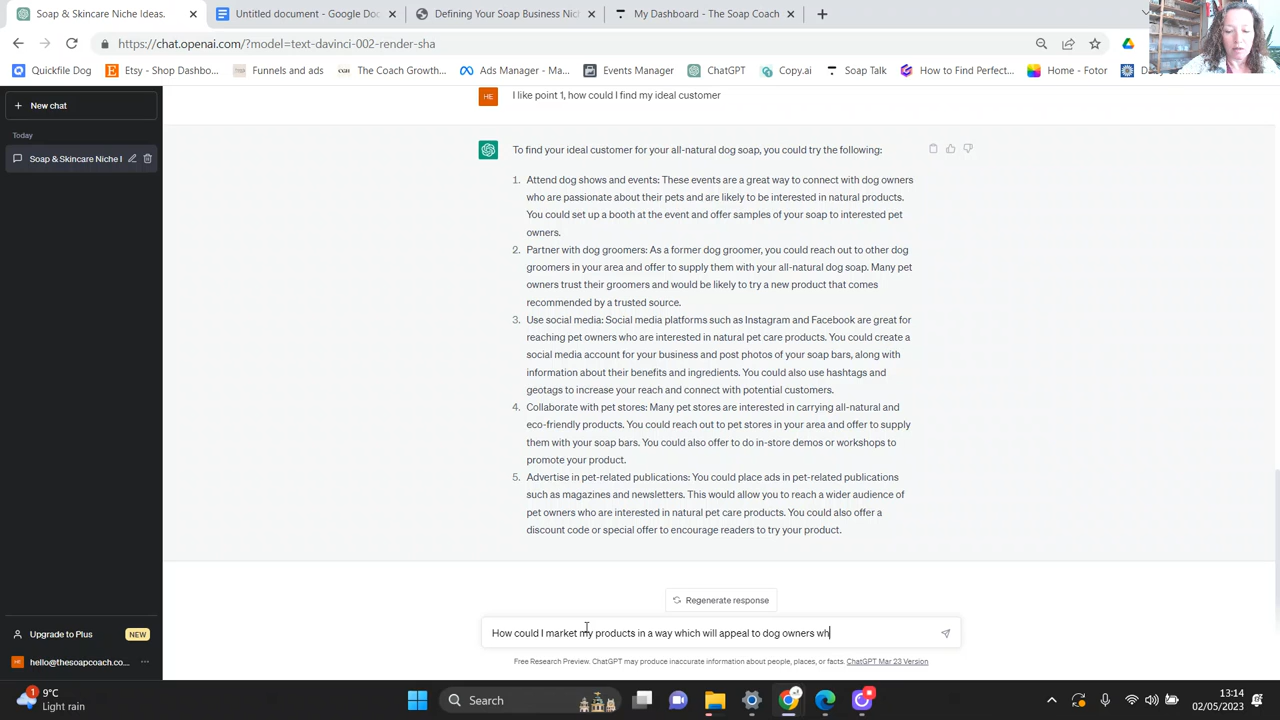 Soap & Skincare Niche Ideas.
Untitled document - Google Doc
Defining Your Soap Business Nich
My Dashboard - The Soap Coach
https://chat.openai.com/?model=text-davinci-002-render-sha
Quickfile Dog
Etsy - Shop Dashbo...
Funnels and ads
The Coach Growth...
Ads Manager - Ma...
Events Manager
ChatGPT
Copy.ai
Soap Talk
How to Find Perfect...
Home - Fotor
New chat
Today
Soap & Skincare Niche I
HE
I like point 1, how could I find my ideal customer
To find your ideal customer for your all-natural dog soap, you could try the following:
1. Attend dog shows and events: These events are a great way to connect with dog owners
who are passionate about their pets and are likely to be interested in natural products.
You could set up a booth at the event and offer samples of your soap to interested pet
owners.
2. Partner with dog groomers: As a former dog groomer, you could reach out to other dog
groomers in your area and offer to supply them with your all-natural dog soap. Many pet
owners trust their groomers and would be likely to try a new product that comes
recommended by a trusted source.
3. Use social media: Social media platforms such as Instagram and Facebook are great for
reaching pet owners who are interested in natural pet care products. You could create a
social media account for your business and post photos of your soap bars, along with
information about their benefits and ingredients. You could also use hashtags and
geotags to increase your reach and connect with potential customers.
4. Collaborate with pet stores: Many pet stores are interested in carrying all-natural and
eco-friendly products. You could reach out to pet stores in your area and offer to supply
them with your soap bars. You could also offer to do in-store demos or workshops to
promote your product.
5. Advertise in pet-related publications: You could place ads in pet-related publications
such as magazines and newsletters. This would allow you to reach a wider audience of
pet owners who are interested in natural pet care products. You could also offer a
discount code or special offer to encourage readers to try your product.
Regenerate response
How could I market my products in a way which will appeal to dog owners wh
Free Research Preview. ChatGPT may produce inaccurate information about people, places, or facts. ChatGPT Mar 23 Version
Upgrade to Plus
NEW
HE
hello@thesoapcoach.co...
1
9°C
Light rain
Search
13:14
02/05/2023